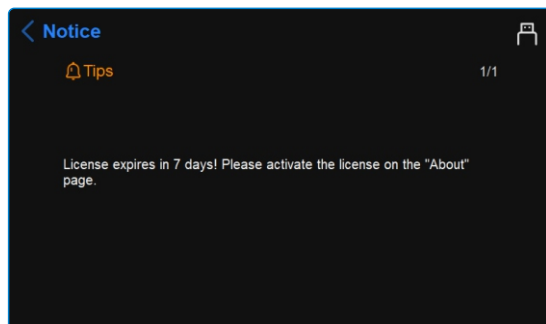 Notice
Tips
1/1
License expires in 7 days! Please activate the license on the "About"
page.